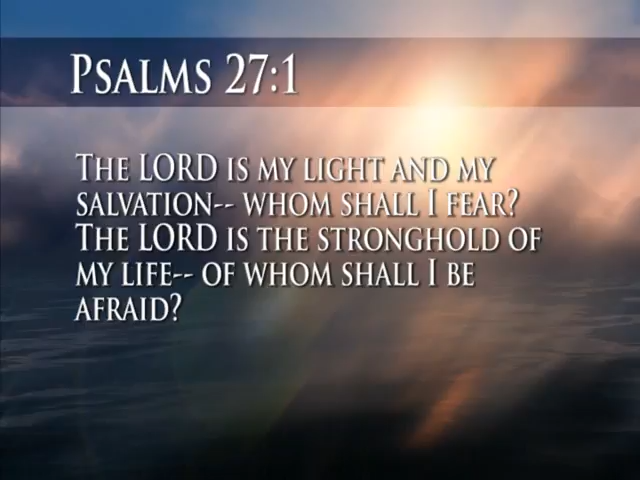 Psalms 27:1
The LORD is my light and my
salvation-- whom shall I fear?
The LORD is the stronghold of
my life-- of whom shall I be
afraid?